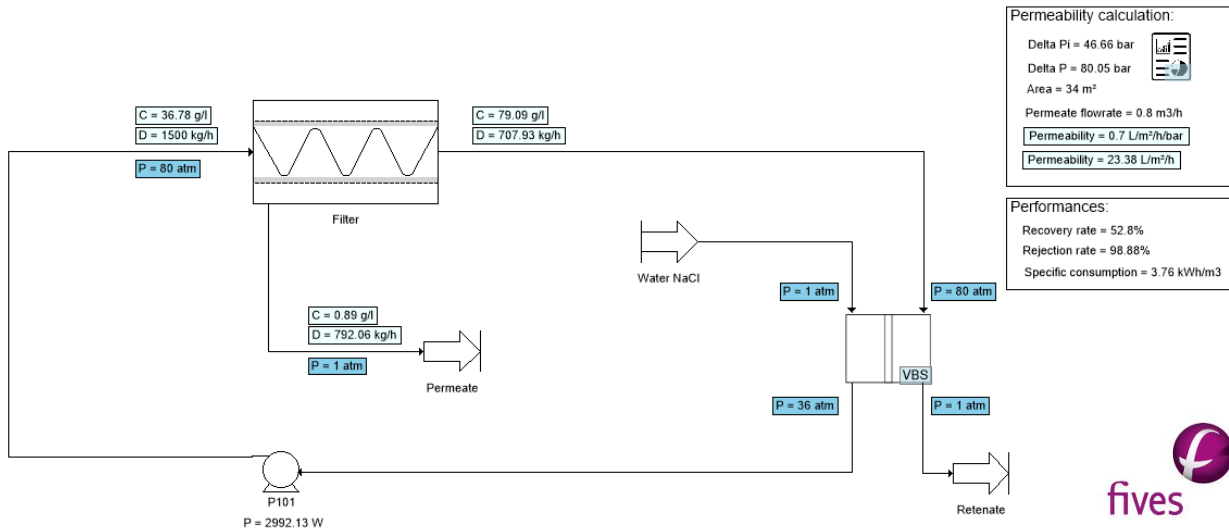 Permeability calculation:
Delta Pi = 46.66 bar
Delta P = 80.05 bar
Area = 34 m²
Permeate flowrate = 0.8 m3/h
Permeability = 0.7 L/m²/h/bar
Permeability = 23.38 L/m²/h
Performances:
Recovery rate = 52.8%
Rejection rate = 98.88%
Specific consumption = 3.76 kWh/m3
C = 36.78 g/l
D = 1500 kg/h
P = 80 atm
Filter
C = 79.09 g/l
D = 707.93 kg/h
Water NaCl
P = 1 atm
P = 80 atm
VBS
P = 36 atm
P = 1 atm
C = 0.89 g/l
D = 792.06 kg/h
P = 1 atm
Permeate
Retenate
P101
P = 2992.13 W
fives